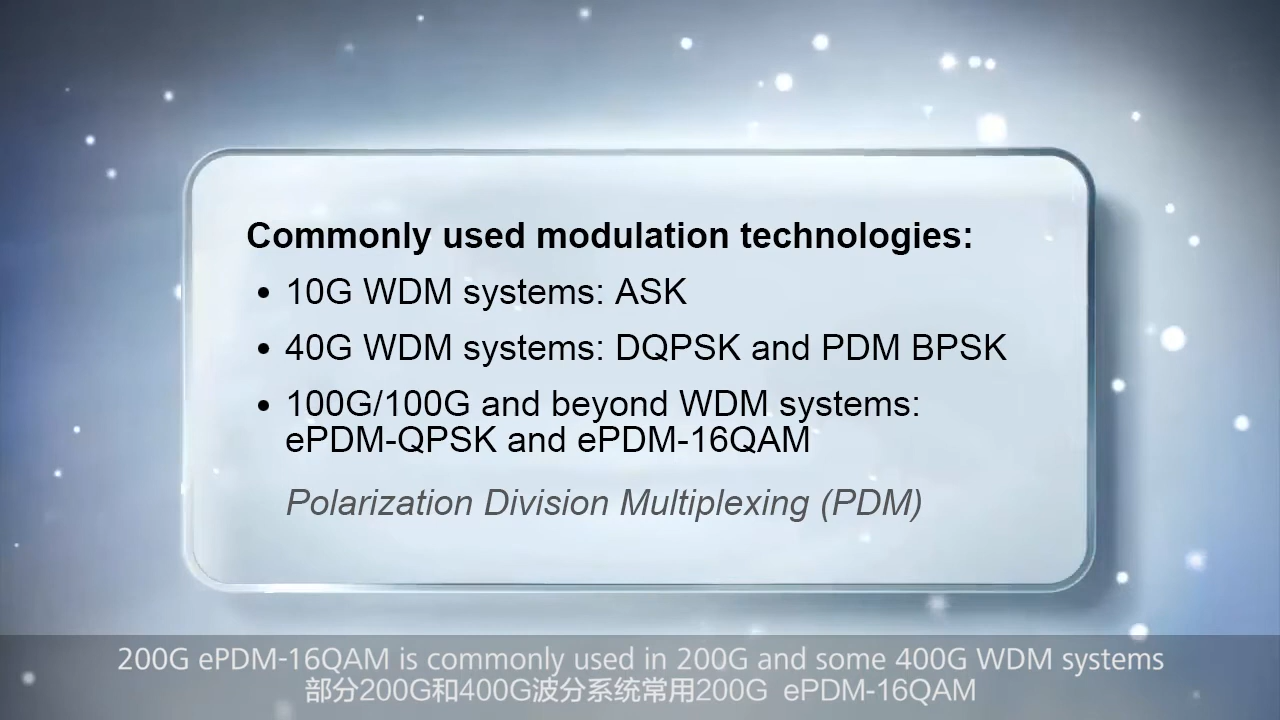 Commonly used modulation technologies:
• 10G WDM systems: ASK
• 40G WDM systems: DQPSK and PDM BPSK
• 100G/100G and beyond WDM systems:
ePDM-QPSK and ePDM-16QAM
Polarization Division Multiplexing (PDM)
200G ePDM-16QAM is commonly used in 200G and some 400G WDM systems
部分200G和400G波分系统常用200G ePDM-16QAM